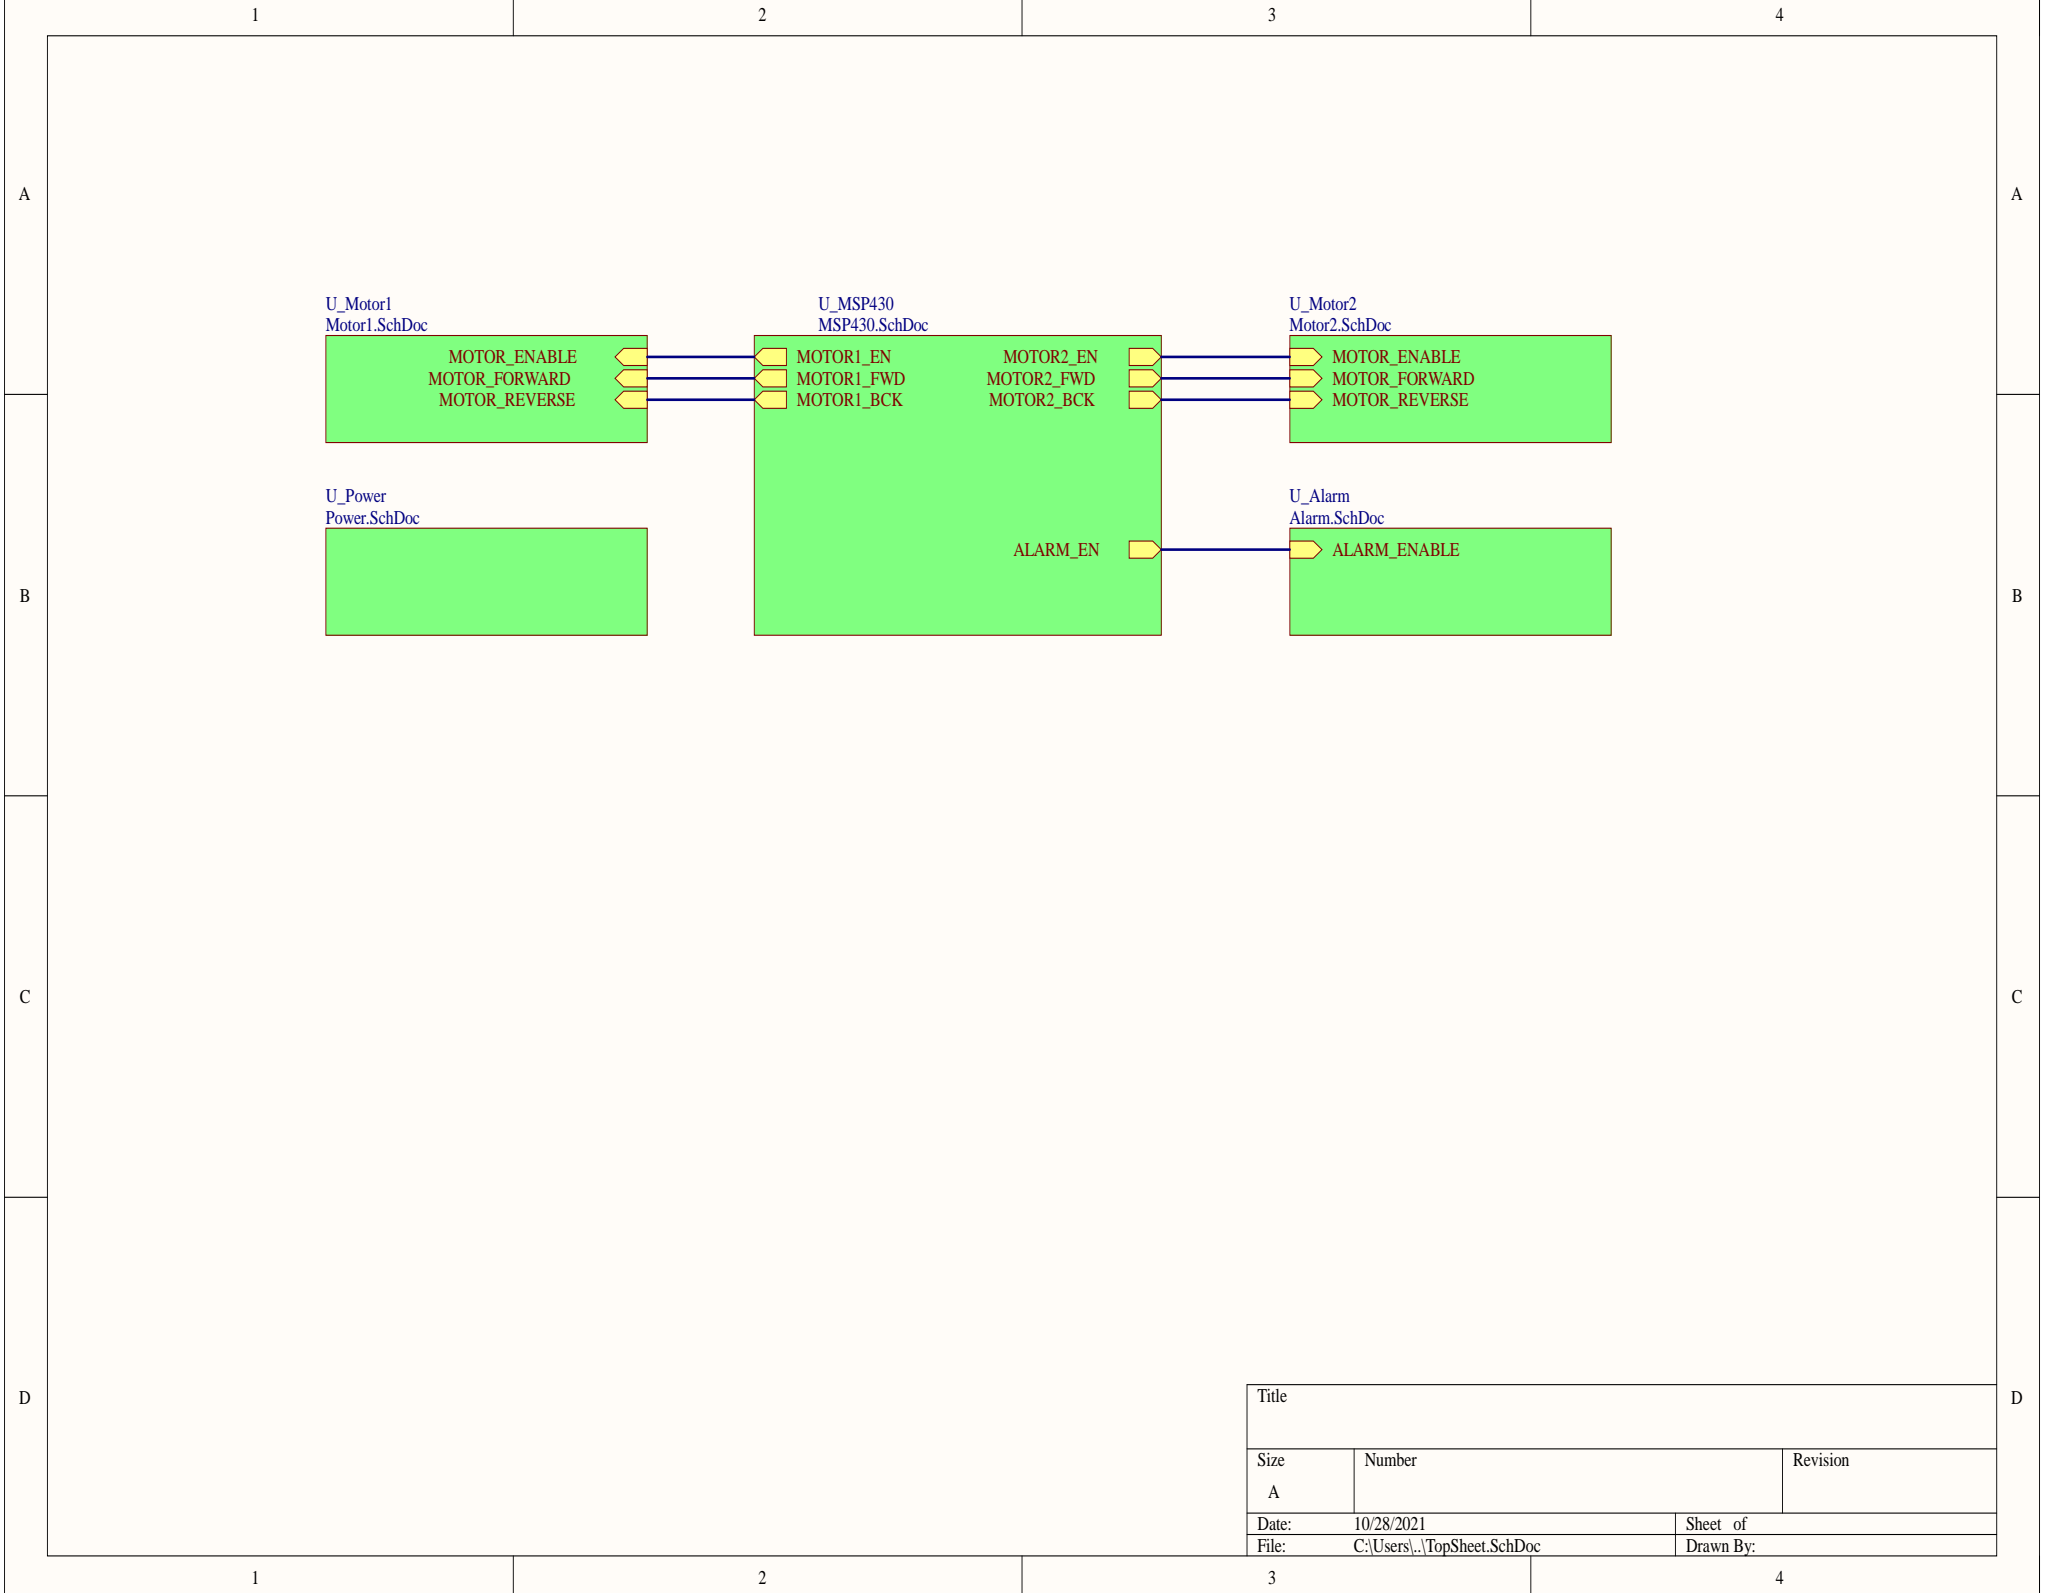 1 2 3 4
A A
U_Motor1 U_MSP430 U_Motor2
Motor1.SchDoc MSP430.SchDoc Motor2.SchDoc
MOTOR_ENABLE MOTOR1_EN MOTOR2_EN MOTOR_ENABLE
MOTOR_FORWARD MOTOR1_FWD MOTOR2_FWD MOTOR_FORWARD
MOTOR_REVERSE MOTOR1_BCK MOTOR2_BCK MOTOR_REVERSE
U_Power U_Alarm
Power.SchDoc Alarm.SchDoc
ALARM_EN ALARM_ENABLE
B B
C C
D D
Title
Size Number Revision
A
Date: 10/28/2021 Sheet of
File: C:\Users\..\TopSheet.SchDoc Drawn By:
1 2 3 4